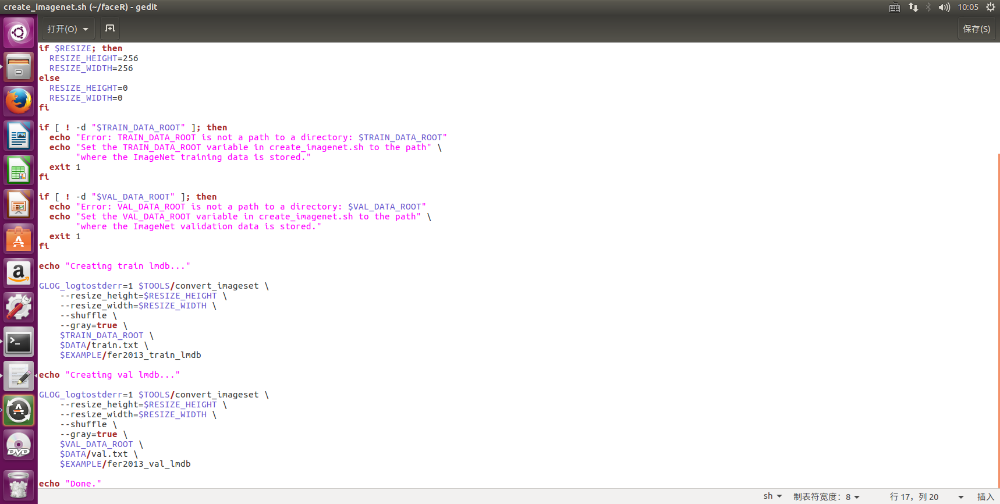 create_imagenet.sh (~/faceR) - gedit
10:05
打开(O)
保存(S)
if $RESIZE; then
  RESIZE_HEIGHT=256
  RESIZE_WIDTH=256
else
  RESIZE_HEIGHT=0
  RESIZE_WIDTH=0
fi
if [ ! -d "$TRAIN_DATA_ROOT" ]; then
  echo "Error: TRAIN_DATA_ROOT is not a path to a directory: $TRAIN_DATA_ROOT"
  echo "Set the TRAIN_DATA_ROOT variable in create_imagenet.sh to the path" \
       "where the ImageNet training data is stored."
  exit 1
fi
if [ ! -d "$VAL_DATA_ROOT" ]; then
  echo "Error: VAL_DATA_ROOT is not a path to a directory: $VAL_DATA_ROOT"
  echo "Set the VAL_DATA_ROOT variable in create_imagenet.sh to the path" \
       "where the ImageNet validation data is stored."
  exit 1
fi
echo "Creating train lmdb..."
GLOG_logtostderr=1 $TOOLS/convert_imageset \
    --resize_height=$RESIZE_HEIGHT \
    --resize_width=$RESIZE_WIDTH \
    --shuffle \
    --gray=true \
    $TRAIN_DATA_ROOT \
    $DATA/train.txt \
    $EXAMPLE/fer2013_train_lmdb
echo "Creating val lmdb..."
GLOG_logtostderr=1 $TOOLS/convert_imageset \
    --resize_height=$RESIZE_HEIGHT \
    --resize_width=$RESIZE_WIDTH \
    --shuffle \
    --gray=true \
    $VAL_DATA_ROOT \
    $DATA/val.txt \
    $EXAMPLE/fer2013_val_lmdb
echo "Done."
DVD
sh 制表符宽度：8 行 17，列 20 插入